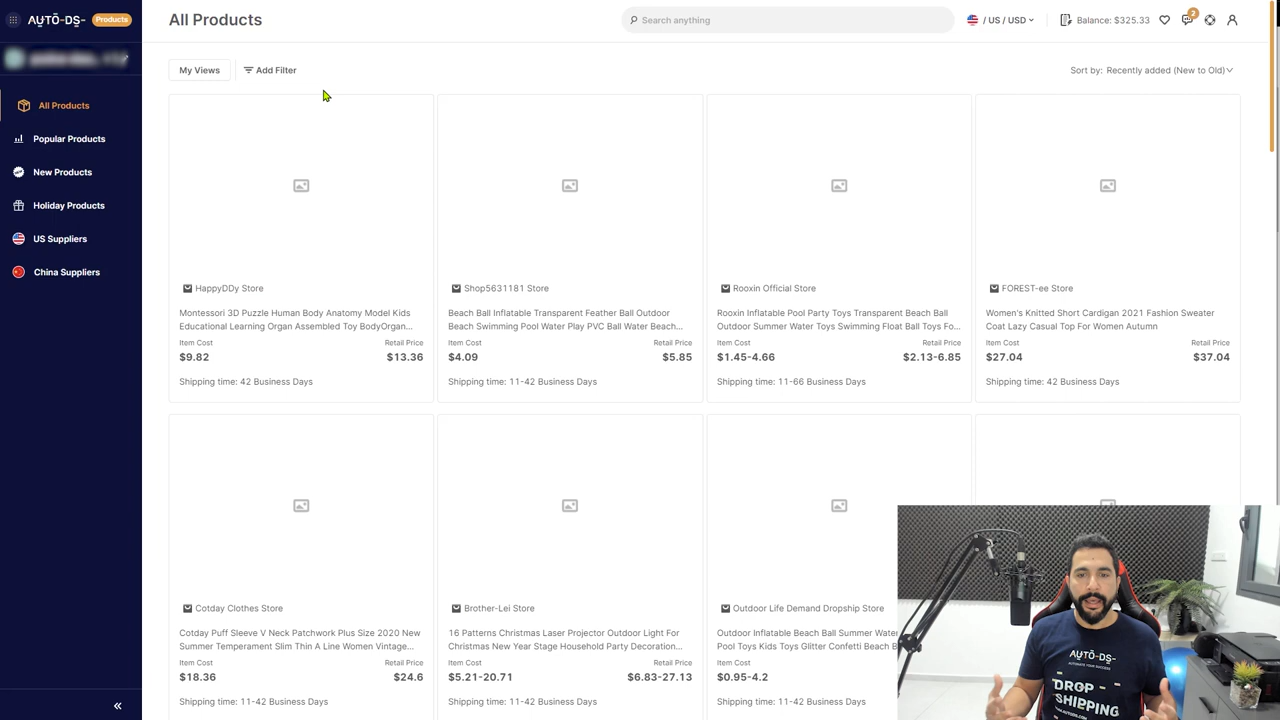 AUTO-DS- Products
All Products
Popular Products
New Products
Holiday Products
US Suppliers
China Suppliers
All Products
Search anything
/ US / USD
Balance: $325.33
2
My Views
Add Filter
Sort by: Recently added (New to Old)
HappyDDy Store
Montessori 3D Puzzle Human Body Anatomy Model Kids
Educational Learning Organ Assembled Toy BodyOrgan...
Item Cost Retail Price
$9.82 $13.36
Shipping time: 42 Business Days
Shop5631181 Store
Beach Ball Inflatable Transparent Feather Ball Outdoor
Beach Swimming Pool Water Play PVC Ball Water Beach...
Item Cost Retail Price
$4.09 $5.85
Shipping time: 11-42 Business Days
Rooxin Official Store
Rooxin Inflatable Pool Party Toys Transparent Beach Ball
Outdoor Summer Water Toys Swimming Float Ball Toys Fo...
Item Cost Retail Price
$1.45-4.66 $2.13-6.85
Shipping time: 11-66 Business Days
FOREST-ee Store
Women's Knitted Short Cardigan 2021 Fashion Sweater
Coat Lazy Casual Top For Women Autumn
Item Cost Retail Price
$27.04 $37.04
Shipping time: 42 Business Days
Cotday Clothes Store
Cotday Puff Sleeve V Neck Patchwork Plus Size 2020 New
Summer Temperament Slim Thin A Line Women Vintage...
Item Cost Retail Price
$18.36 $24.6
Shipping time: 11-42 Business Days
Brother-Lei Store
16 Patterns Christmas Laser Projector Outdoor Light For
Christmas New Year Stage Household Party Decoration...
Item Cost Retail Price
$5.21-20.71 $6.83-27.13
Shipping time: 11-42 Business Days
Outdoor Life Demand Dropship Store
Outdoor Inflatable Beach Ball Summer Water
Pool Toys Kids Toys Glitter Confetti Beach B
Item Cost
$0.95-4.2
Shipping time: 11-42 Business Days
AUTO-DS-
AUTOMATE YOUR SUCCESS
DROP
SHIPPING